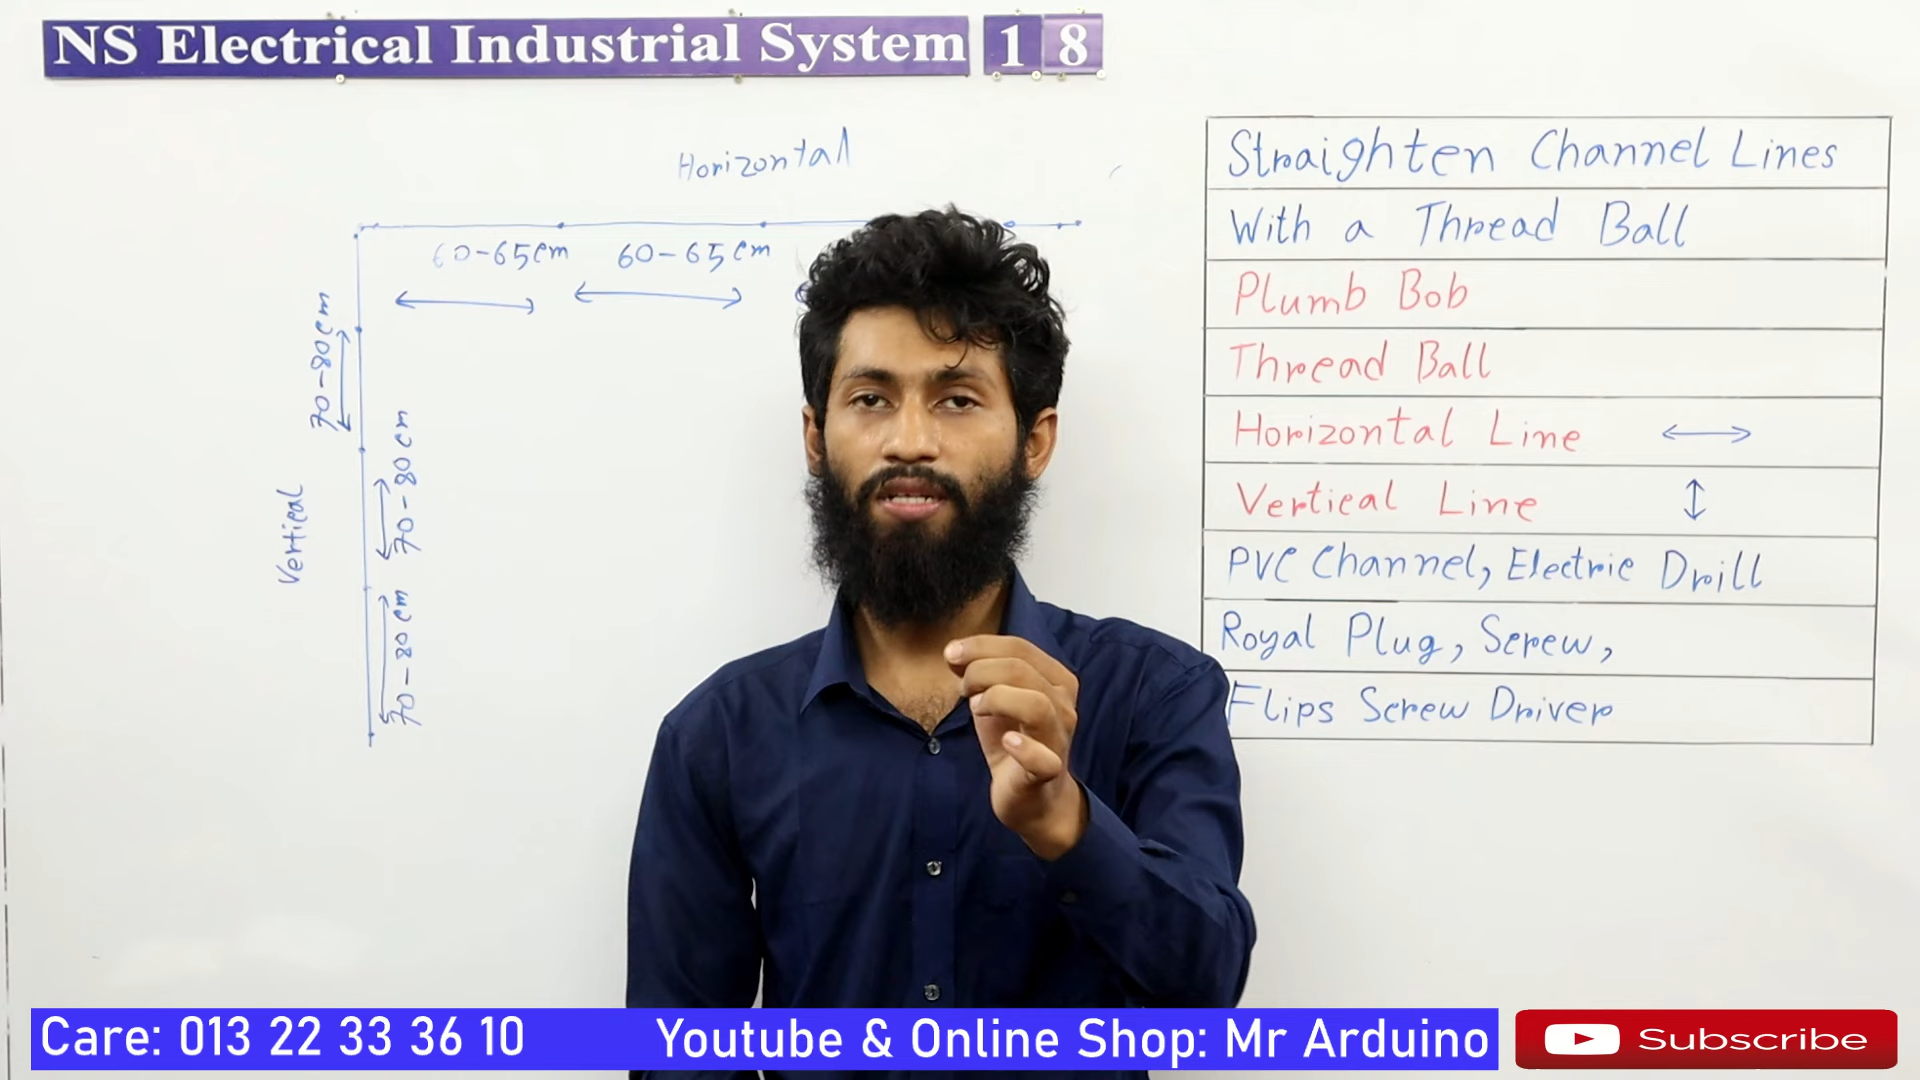 NS Electrical Industrial System 18
Horizontal
60-65cm 60-65cm
70-80cm
70-80cm
Vertical
70-80cm
Straighten Channel Lines
With a Thread Ball
Plumb Bob
Thread Ball
Horizontal Line ↔
Vertical Line ↕
PVC Channel, Electric Drill
Royal Plug, Screw,
Flips Screw Driver
Care: 013 22 33 36 10 Youtube & Online Shop: Mr Arduino
Subscribe